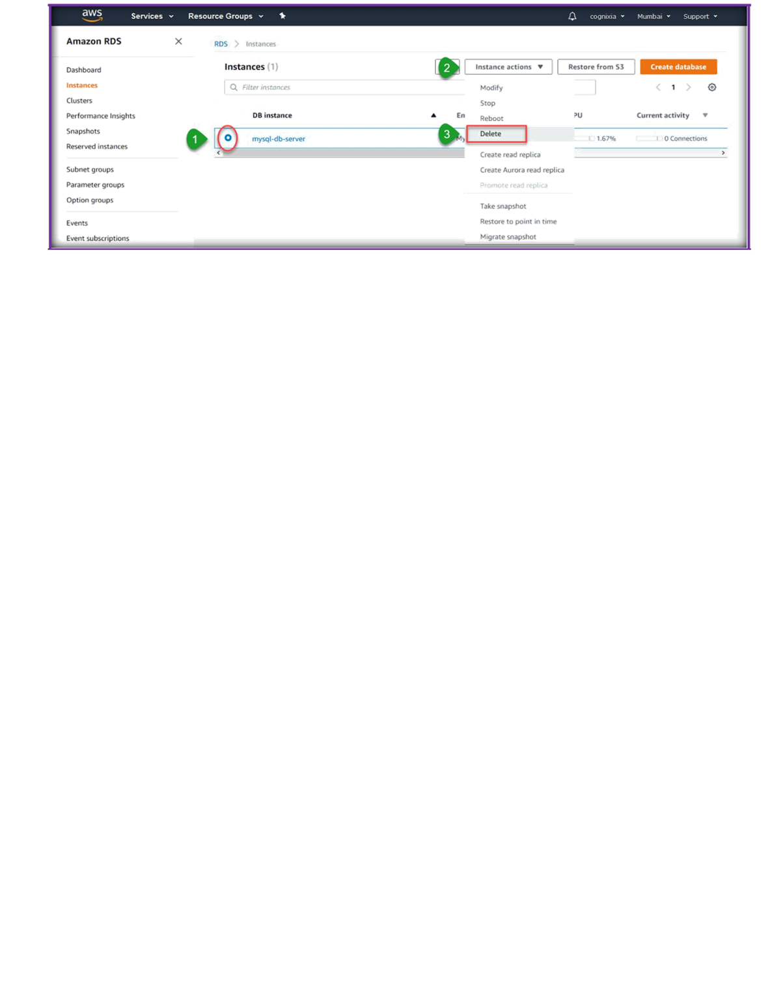 aws Services Resource Groups cognixia Mumbai Support
Amazon RDS
RDS > Instances
Dashboard
Instances
Clusters
Performance Insights
Snapshots
Reserved instances
Subnet groups
Parameter groups
Option groups
Events
Event subscriptions
Instances (1)
2
Instance actions
Restore from S3
Create database
Filter instances
1
DB instance
En
PU
Current activity
1
mysql-db-server
My
1.67%
0 Connections
Modify
Stop
Reboot
3
Delete
Create read replica
Create Aurora read replica
Promote read replica
Take snapshot
Restore to point in time
Migrate snapshot